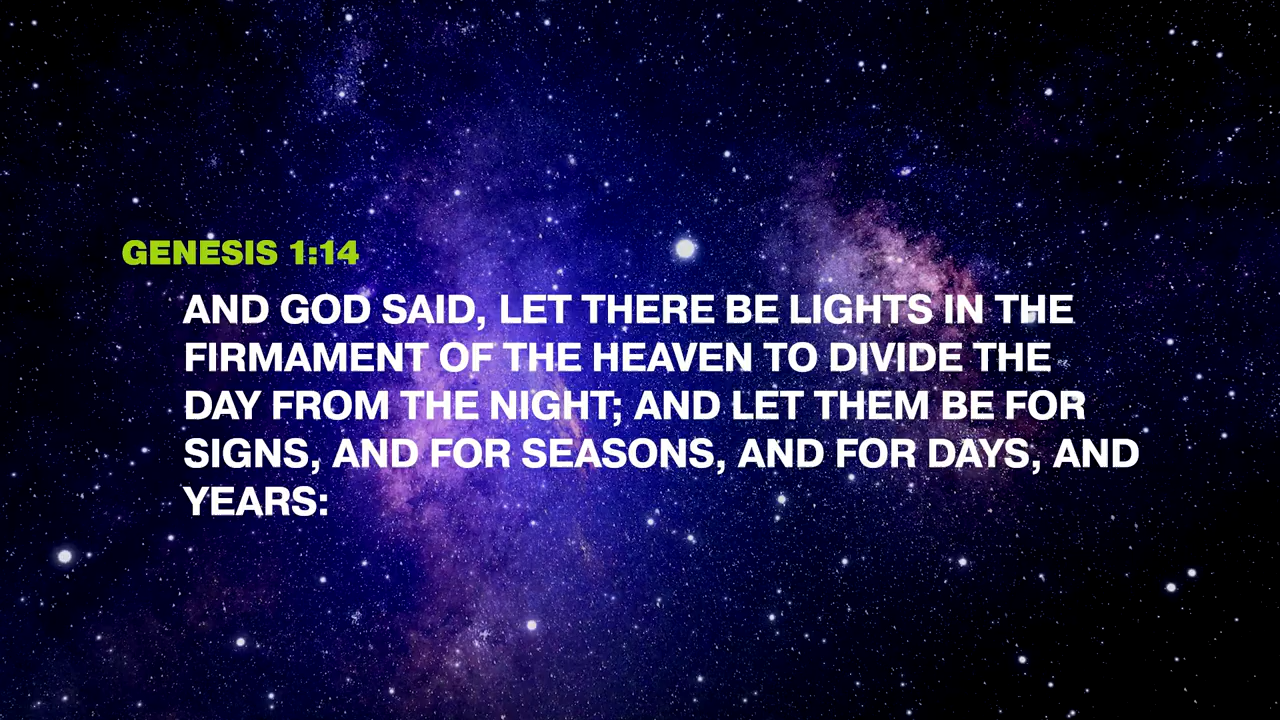 GENESIS 1:14
AND GOD SAID, LET THERE BE LIGHTS IN THE
FIRMAMENT OF THE HEAVEN TO DIVIDE THE
DAY FROM THE NIGHT; AND LET THEM BE FOR
SIGNS, AND FOR SEASONS, AND FOR DAYS, AND
YEARS: